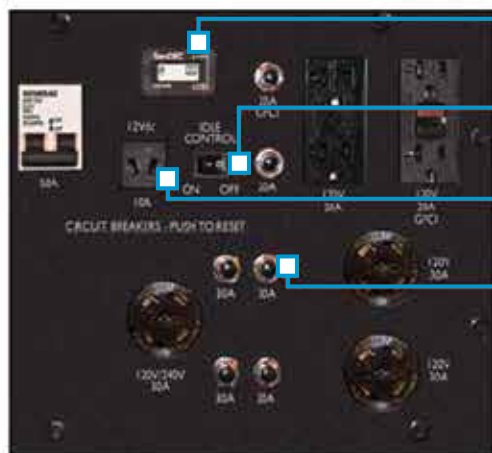 GENERAC
50A
12Vdc
10A
IDLE
CONTROL
ON OFF
20A
GFCI
20A
120V
20A
120V
20A
GFCI
CIRCUIT BREAKERS - PUSH TO RESET
30A
30A
120V
30A
120V/240V
30A
30A
30A
120V
30A